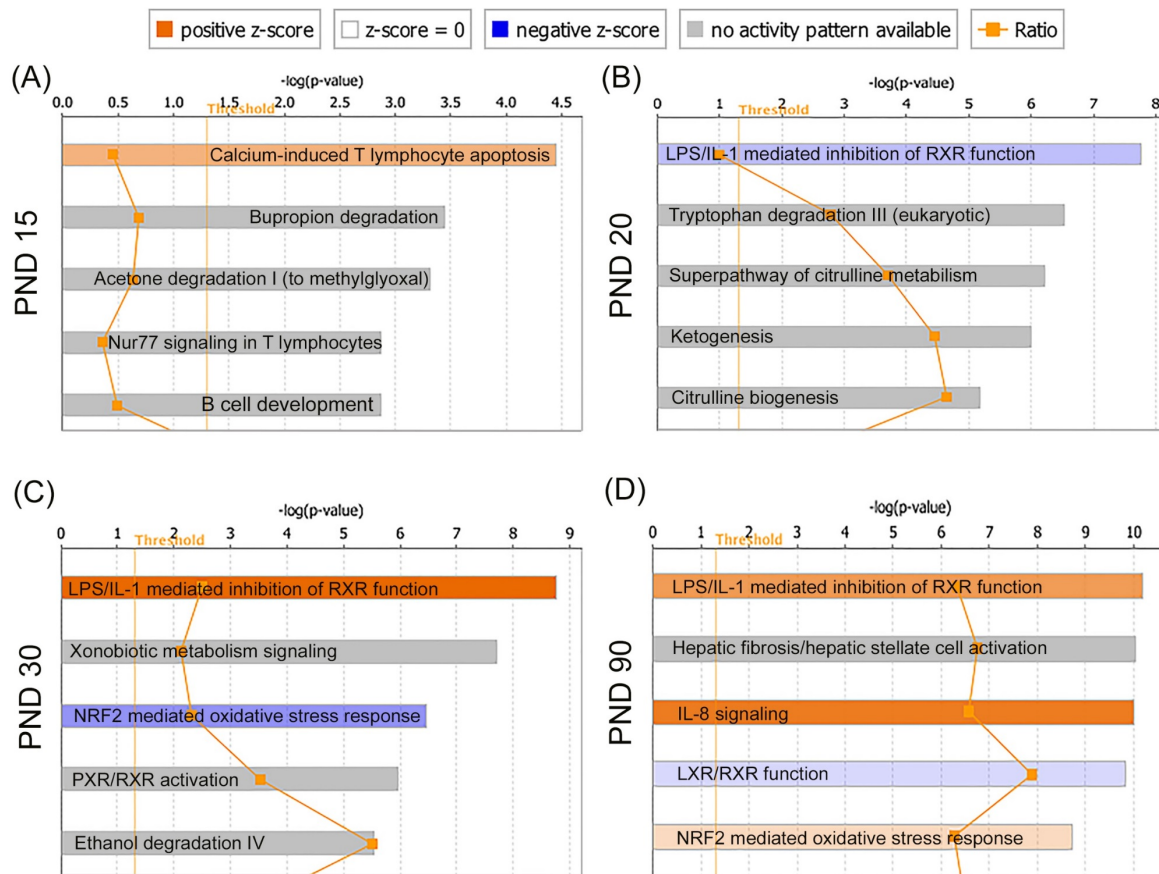 positive z-score z-score = 0 negative z-score no activity pattern available Ratio
(A)
-log(p-value)
0.0 0.5 1.0 1.5 2.0 2.5 3.0 3.5 4.0 4.5
Threshold
PND 15
Calcium-induced T lymphocyte apoptosis
Bupropion degradation
Acetone degradation I (to methylglyoxal)
Nur77 signaling in T lymphocytes
B cell development
(B)
-log(p-value)
0 1 2 3 4 5 6 7 8
Threshold
PND 20
LPS/IL-1 mediated inhibition of RXR function
Tryptophan degradation III (eukaryotic)
Superpathway of citrulline metabilism
Ketogenesis
Citrulline biogenesis
(C)
-log(p-value)
0 1 2 3 4 5 6 7 8 9
Threshold
PND 30
LPS/IL-1 mediated inhibition of RXR function
Xonobiotic metabolism signaling
NRF2 mediated oxidative stress response
PXR/RXR activation
Ethanol degradation IV
(D)
-log(p-value)
0 1 2 3 4 5 6 7 8 9 10
Threshold
PND 90
LPS/IL-1 mediated inhibition of RXR function
Hepatic fibrosis/hepatic stellate cell activation
IL-8 signaling
LXR/RXR function
NRF2 mediated oxidative stress response